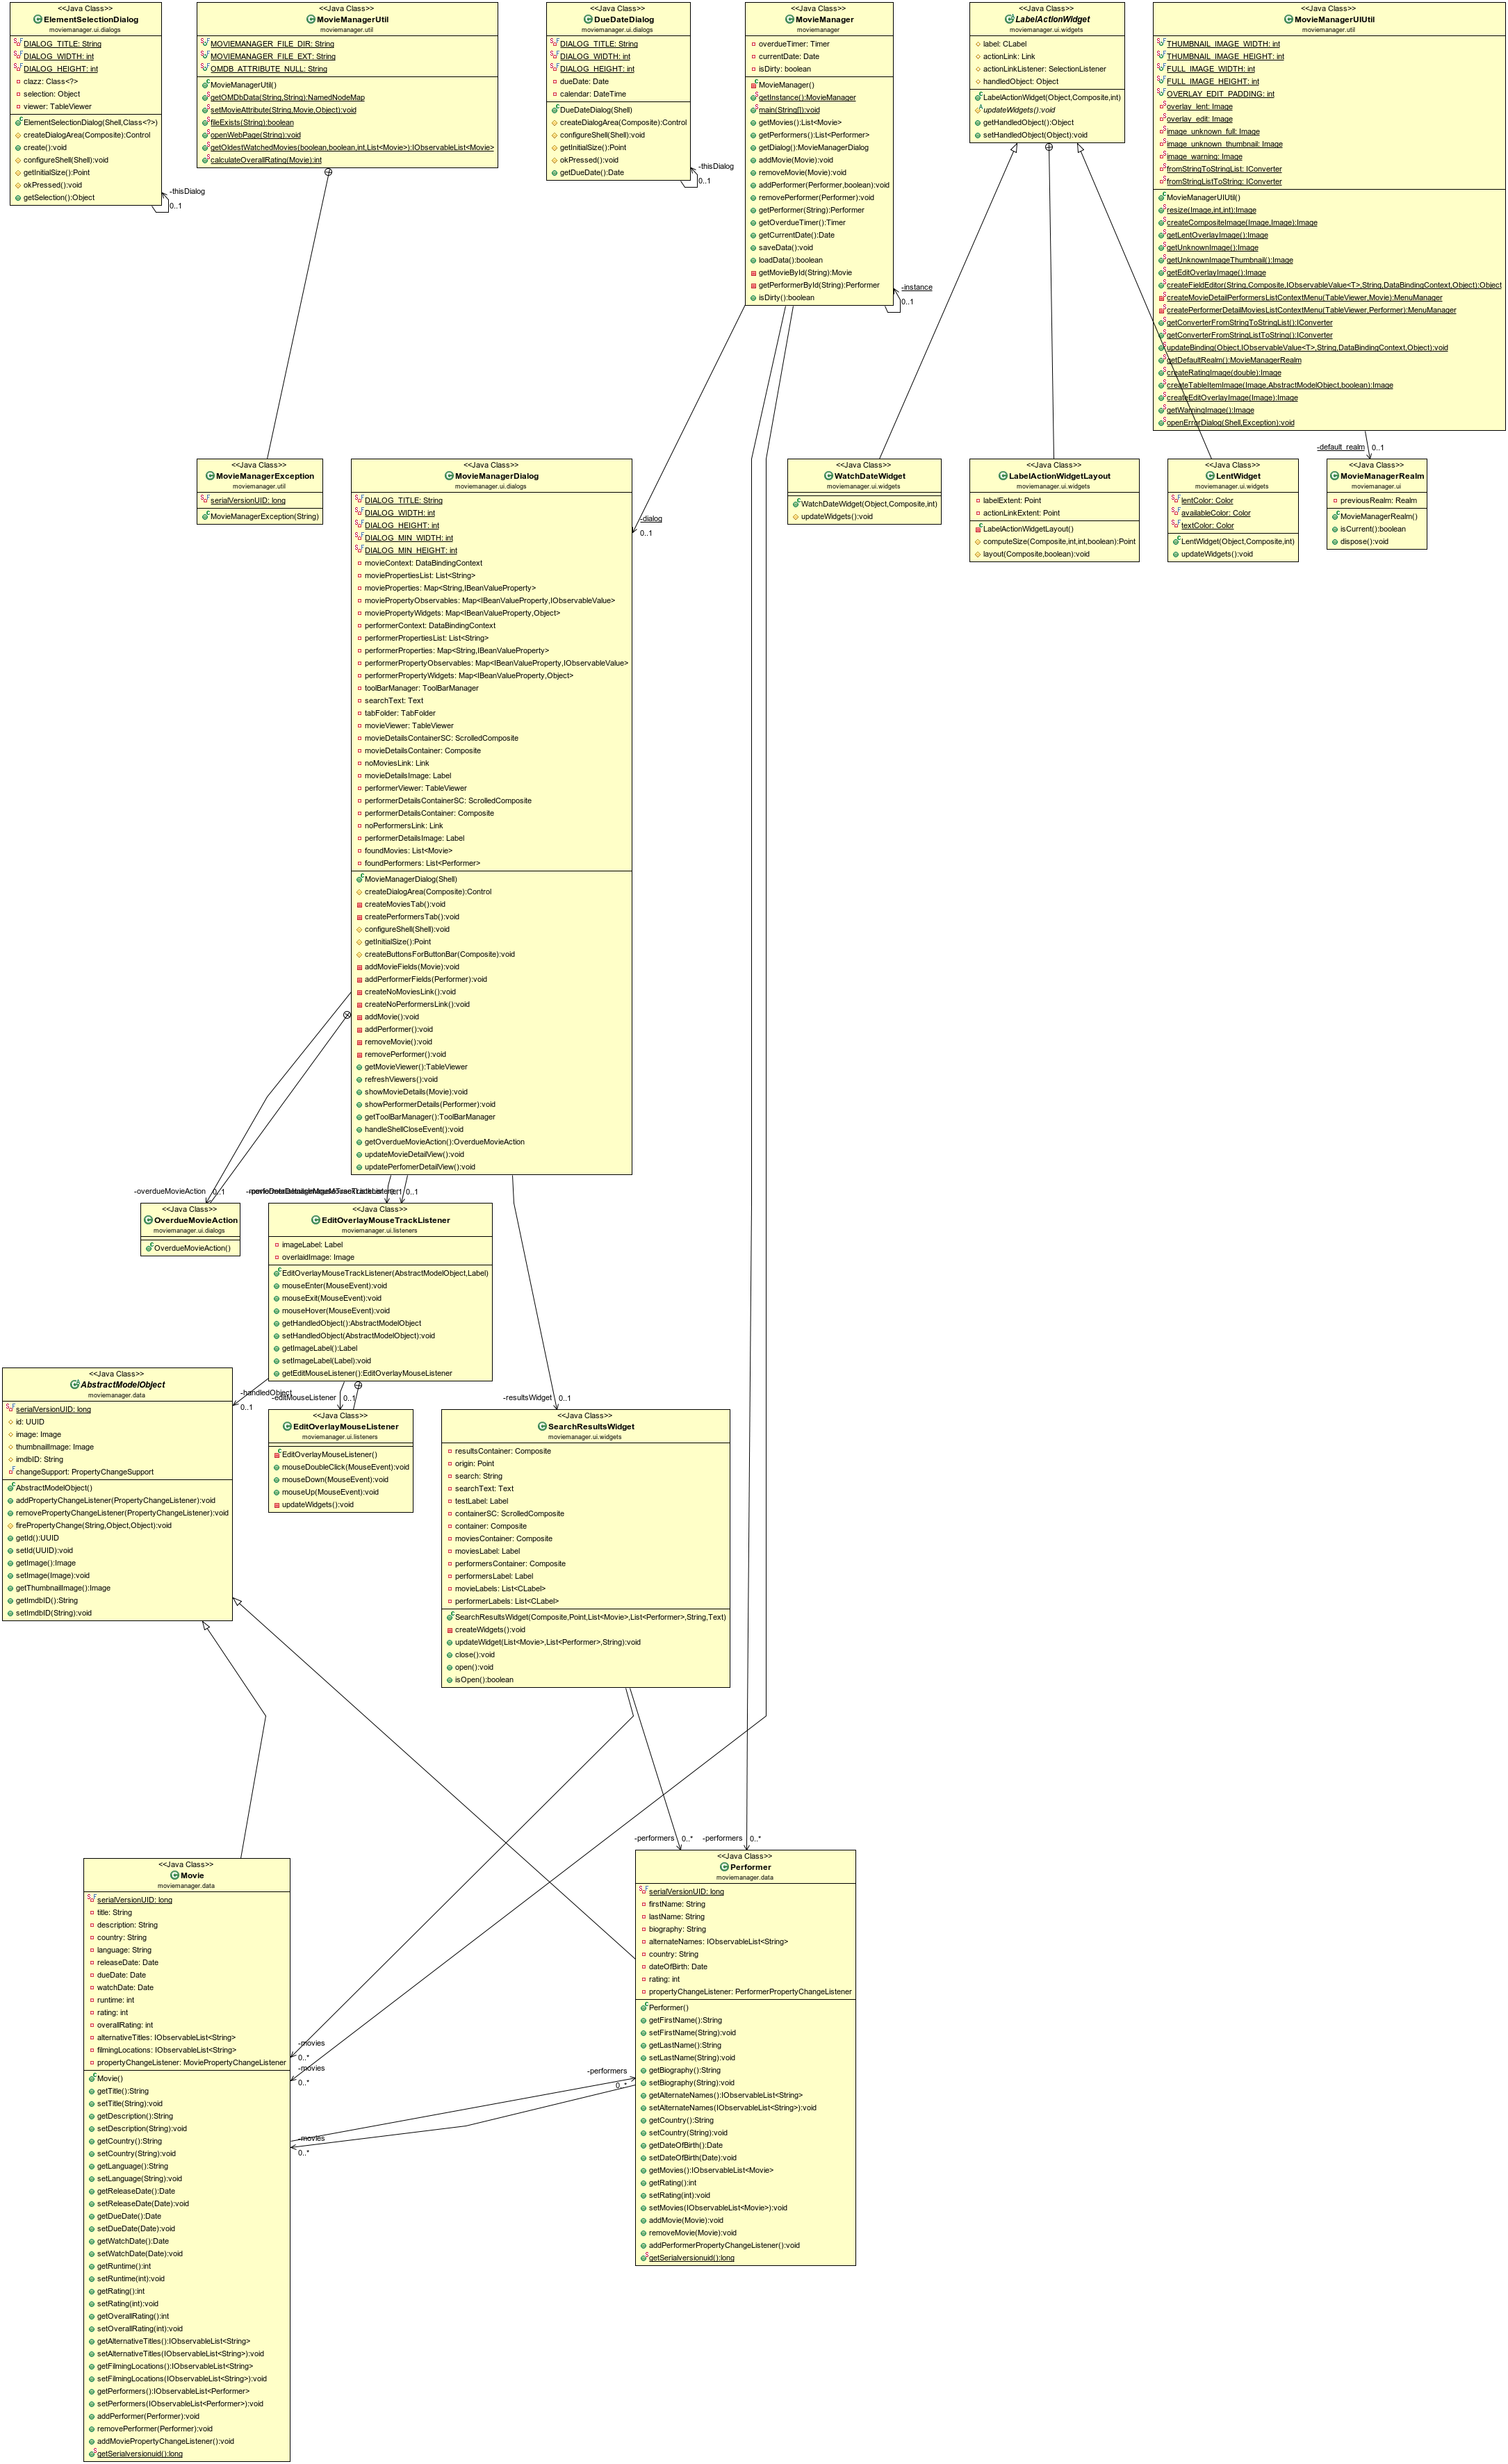 <<Java Class>>
ElementSelectionDialog
moviemanager.ui.dialogs
DIALOG_TITLE: String
DIALOG_WIDTH: int
DIALOG_HEIGHT: int
clazz: Class<?>
selection: Object
viewer: TableViewer
ElementSelectionDialog(Shell,Class<?>)
createDialogArea(Composite):Control
create():void
configureShell(Shell):void
getInitialSize():Point
okPressed():void
getSelection():Object
-thisDialog
0..1
<<Java Class>>
MovieManagerUtil
moviemanager.util
MOVIEMANAGER_FILE_DIR: String
MOVIEMANAGER_FILE_EXT: String
OMDB_ATTRIBUTE_NULL: String
MovieManagerUtil()
getOMDbData(String,String):NamedNodeMap
setMovieAttribute(String,Movie,Object):void
fileExists(String):boolean
openWebPage(String):void
getOldestWatchedMovies(boolean,boolean,int,List<Movie>):IObservableList<Movie>
calculateOverallRating(Movie):int
<<Java Class>>
DueDateDialog
moviemanager.ui.dialogs
DIALOG_TITLE: String
DIALOG_WIDTH: int
DIALOG_HEIGHT: int
dueDate: Date
calendar: DateTime
DueDateDialog(Shell)
createDialogArea(Composite):Control
configureShell(Shell):void
getInitialSize():Point
okPressed():void
getDueDate():Date
-thisDialog
0..1
<<Java Class>>
MovieManager
moviemanager
overdueTimer: Timer
currentDate: Date
isDirty: boolean
MovieManager()
getInstance():MovieManager
main(String[]):void
getMovies():List<Movie>
getPerformers():List<Performer>
getDialog():MovieManagerDialog
addMovie(Movie):void
removeMovie(Movie):void
addPerformer(Performer,boolean):void
removePerformer(Performer):void
getPerformer(String):Performer
getOverdueTimer():Timer
getCurrentDate():Date
saveData():void
loadData():boolean
getMovieById(String):Movie
getPerformerById(String):Performer
isDirty():boolean
-instance
0..1
<<Java Class>>
LabelActionWidget
moviemanager.ui.widgets
label: CLabel
actionLink: Link
actionLinkListener: SelectionListener
handledObject: Object
LabelActionWidget(Object,Composite,int)
updateWidgets():void
getHandledObject():Object
setHandledObject(Object):void
<<Java Class>>
MovieManagerUIUtil
moviemanager.util
THUMBNAIL_IMAGE_WIDTH: int
THUMBNAIL_IMAGE_HEIGHT: int
FULL_IMAGE_WIDTH: int
FULL_IMAGE_HEIGHT: int
OVERLAY_EDIT_PADDING: int
overlay_lent: Image
overlay_edit: Image
image_unknown_full: Image
image_unknown_thumbnail: Image
image_warning: Image
fromStringToStringList: IConverter
fromStringListToString: IConverter
MovieManagerUIUtil()
resize(Image,int,int):Image
createCompositeImage(Image,Image):Image
getLentOverlayImage():Image
getUnknownImage():Image
getUnknownImageThumbnail():Image
getEditOverlayImage():Image
createFieldEditor(String,Composite,IObservableValue<T>,String,DataBindingContext,Object):Object
createMovieDetailPerformersListContextMenu(TableViewer,Movie):MenuManager
createPerformerDetailMoviesListContextMenu(TableViewer,Performer):MenuManager
getConverterFromStringToStringList():IConverter
getConverterFromStringListToString():IConverter
updateBinding(Object,IObservableValue<T>,String,DataBindingContext,Object):void
getDefaultRealm():MovieManagerRealm
createRatingImage(double):Image
createTableItemImage(Image,AbstractModelObject,boolean):Image
createEditOverlayImage(Image):Image
getWarningImage():Image
openErrorDialog(Shell,Exception):void
-default_realm
0..1
<<Java Class>>
MovieManagerException
moviemanager.util
serialVersionUID: long
MovieManagerException(String)
<<Java Class>>
MovieManagerDialog
moviemanager.ui.dialogs
DIALOG_TITLE: String
DIALOG_WIDTH: int
DIALOG_HEIGHT: int
DIALOG_MIN_WIDTH: int
DIALOG_MIN_HEIGHT: int
movieContext: DataBindingContext
moviePropertiesList: List<String>
movieProperties: Map<String,IBeanValueProperty>
moviePropertyObservables: Map<IBeanValueProperty,IObservableValue>
moviePropertyWidgets: Map<IBeanValueProperty,Object>
performerContext: DataBindingContext
performerPropertiesList: List<String>
performerProperties: Map<String,IBeanValueProperty>
performerPropertyObservables: Map<IBeanValueProperty,IObservableValue>
performerPropertyWidgets: Map<IBeanValueProperty,Object>
toolBarManager: ToolBarManager
searchText: Text
tabFolder: TabFolder
movieViewer: TableViewer
movieDetailsContainerSC: ScrolledComposite
movieDetailsContainer: Composite
noMoviesLink: Link
movieDetailsImage: Label
performerViewer: TableViewer
performerDetailsContainerSC: ScrolledComposite
performerDetailsContainer: Composite
noPerformersLink: Link
performerDetailsImage: Label
foundMovies: List<Movie>
foundPerformers: List<Performer>
MovieManagerDialog(Shell)
createDialogArea(Composite):Control
createMoviesTab():void
createPerformersTab():void
configureShell(Shell):void
getInitialSize():Point
createButtonsForButtonBar(Composite):void
addMovieFields(Movie):void
addPerformerFields(Performer):void
createNoMoviesLink():void
createNoPerformersLink():void
addMovie():void
addPerformer():void
removeMovie():void
removePerformer():void
getMovieViewer():TableViewer
refreshViewers():void
showMovieDetails(Movie):void
showPerformerDetails(Performer):void
getToolBarManager():ToolBarManager
handleShellCloseEvent():void
getOverdueMovieAction():OverdueMovieAction
updateMovieDetailView():void
updatePerfomerDetailView():void
-dialog
0..1
<<Java Class>>
WatchDateWidget
moviemanager.ui.widgets
WatchDateWidget(Object,Composite,int)
updateWidgets():void
<<Java Class>>
LabelActionWidgetLayout
moviemanager.ui.widgets
labelExtent: Point
actionLinkExtent: Point
LabelActionWidgetLayout()
computeSize(Composite,int,int,boolean):Point
layout(Composite,boolean):void
<<Java Class>>
LentWidget
moviemanager.ui.widgets
lentColor: Color
availableColor: Color
textColor: Color
LentWidget(Object,Composite,int)
updateWidgets():void
<<Java Class>>
MovieManagerRealm
moviemanager.ui
previousRealm: Realm
MovieManagerRealm()
isCurrent():boolean
dispose():void
-overdueMovieAction
0..1
0..1
0..1
<<Java Class>>
OverdueMovieAction
moviemanager.ui.dialogs
OverdueMovieAction()
<<Java Class>>
EditOverlayMouseTrackListener
moviemanager.ui.listeners
imageLabel: Label
overlaidImage: Image
EditOverlayMouseTrackListener(AbstractModelObject,Label)
mouseEnter(MouseEvent):void
mouseExit(MouseEvent):void
mouseHover(MouseEvent):void
getHandledObject():AbstractModelObject
setHandledObject(AbstractModelObject):void
getImageLabel():Label
setImageLabel(Label):void
getEditMouseListener():EditOverlayMouseListener
-handledObject
0..1
-editMouseListener
0..1
-resultsWidget
0..1
<<Java Class>>
AbstractModelObject
moviemanager.data
serialVersionUID: long
id: UUID
image: Image
thumbnailImage: Image
imdbID: String
changeSupport: PropertyChangeSupport
AbstractModelObject()
addPropertyChangeListener(PropertyChangeListener):void
removePropertyChangeListener(PropertyChangeListener):void
firePropertyChange(String,Object,Object):void
getId():UUID
setId(UUID):void
getImage():Image
setImage(Image):void
getThumbnailImage():Image
getImdbID():String
setImdbID(String):void
<<Java Class>>
EditOverlayMouseListener
moviemanager.ui.listeners
EditOverlayMouseListener()
mouseDoubleClick(MouseEvent):void
mouseDown(MouseEvent):void
mouseUp(MouseEvent):void
updateWidgets():void
<<Java Class>>
SearchResultsWidget
moviemanager.ui.widgets
resultsContainer: Composite
origin: Point
search: String
searchText: Text
testLabel: Label
containerSC: ScrolledComposite
container: Composite
moviesContainer: Composite
moviesLabel: Label
performersContainer: Composite
performersLabel: Label
movieLabels: List<CLabel>
performerLabels: List<CLabel>
SearchResultsWidget(Composite,Point,List<Movie>,List<Performer>,String,Text)
createWidgets():void
updateWidget(List<Movie>,List<Performer>,String):void
close():void
open():void
isOpen():boolean
-performers
0..*
-performers
0..*
<<Java Class>>
Movie
moviemanager.data
serialVersionUID: long
title: String
description: String
country: String
language: String
releaseDate: Date
dueDate: Date
watchDate: Date
runtime: int
rating: int
overallRating: int
alternativeTitles: IObservableList<String>
filmingLocations: IObservableList<String>
propertyChangeListener: MoviePropertyChangeListener
Movie()
getTitle():String
setTitle(String):void
getDescription():String
setDescription(String):void
getCountry():String
setCountry(String):void
getLanguage():String
setLanguage(String):void
getReleaseDate():Date
setReleaseDate(Date):void
getDueDate():Date
setDueDate(Date):void
getWatchDate():Date
setWatchDate(Date):void
getRuntime():int
setRuntime(int):void
getRating():int
setRating(int):void
getOverallRating():int
setOverallRating(int):void
getAlternativeTitles():IObservableList<String>
setAlternativeTitles(IObservableList<String>):void
getFilmingLocations():IObservableList<String>
setFilmingLocations(IObservableList<String>):void
getPerformers():IObservableList<Performer>
setPerformers(IObservableList<Performer>):void
addPerformer(Performer):void
removePerformer(Performer):void
addMoviePropertyChangeListener():void
getSerialversionuid():long
-movies
0..*
-movies
0..*
-performers
0..*
-movies
0..*
<<Java Class>>
Performer
moviemanager.data
serialVersionUID: long
firstName: String
lastName: String
biography: String
alternateNames: IObservableList<String>
country: String
dateOfBirth: Date
rating: int
propertyChangeListener: PerformerPropertyChangeListener
Performer()
getFirstName():String
setFirstName(String):void
getLastName():String
setLastName(String):void
getBiography():String
setBiography(String):void
getAlternateNames():IObservableList<String>
setAlternateNames(IObservableList<String>):void
getCountry():String
setCountry(String):void
getDateOfBirth():Date
setDateOfBirth(Date):void
getMovies():IObservableList<Movie>
getRating():int
setRating(int):void
setMovies(IObservableList<Movie>):void
addMovie(Movie):void
removeMovie(Movie):void
addPerformerPropertyChangeListener():void
getSerialversionuid():long